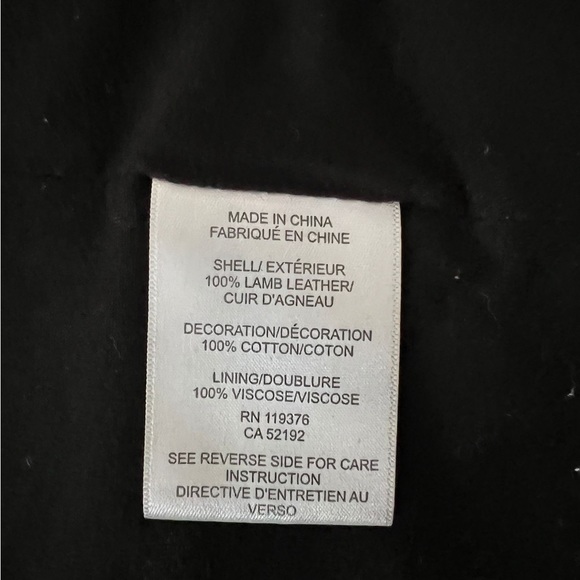 MADE IN CHINA
FABRIQUÉ EN CHINE
SHELL/ EXTÉRIEUR
100% LAMB LEATHER/
CUIR D'AGNEAU
DECORATION/DÉCORATION
100% COTTON/COTON
LINING/DOUBLURE
100% VISCOSE/VISCOSE
RN 119376
CA 52192
SEE REVERSE SIDE FOR CARE
INSTRUCTION
DIRECTIVE D'ENTRETIEN AU
VERSO